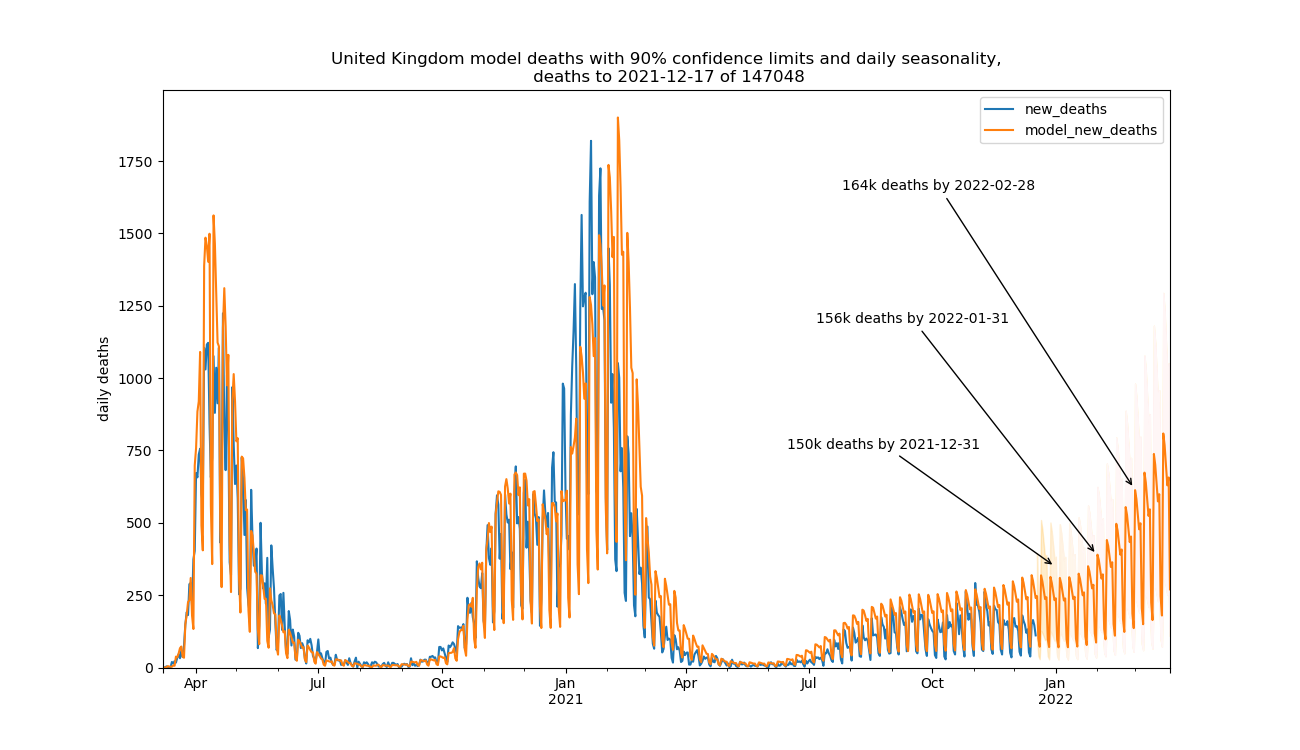 United Kingdom model deaths with 90% confidence limits and daily seasonality,
deaths to 2021-12-17 of 147048
new_deaths
model_new_deaths
164k deaths by 2022-02-28
156k deaths by 2022-01-31
150k deaths by 2021-12-31
daily deaths
1750
1500
1250
1000
750
500
250
0
Apr
Jul
Oct
Jan
2021
Apr
Jul
Oct
Jan
2022